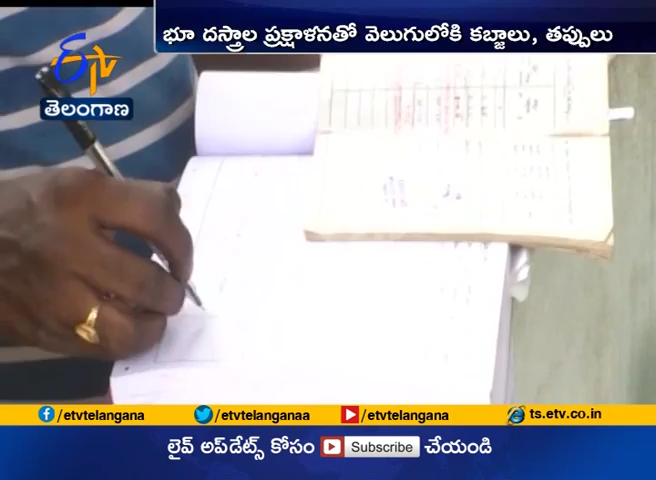 భూ దస్త్రాల ప్రక్షాళనతో వెలుగులోకి కబ్జాలు, తప్పులు
etv
తెలంగాణ
/etvtelangana /etvtelanganaa /etvtelangana ts.etv.co.in
లైవ్ అప్‌డేట్స్ కోసం Subscribe చేయండి